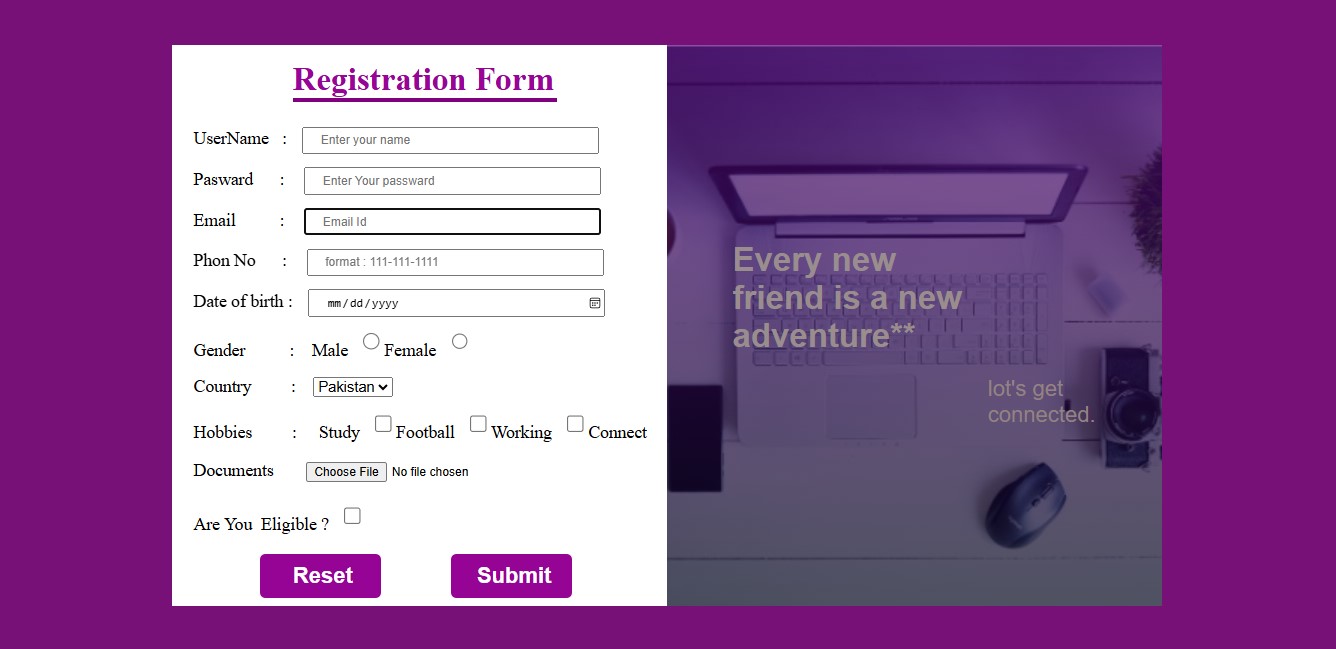 Registration Form
UserName : Enter your name
Pasward : Enter Your passward
Email : Email Id
Phon No : format : 111-111-1111
Date of birth : mm/dd/yyyy
Gender : Male Female
Country : Pakistan
Hobbies : Study Football Working Connect
Documents Choose File No file chosen
Are You Eligible ?
Reset Submit
Every new
friend is a new
adventure**
lot's get
connected.